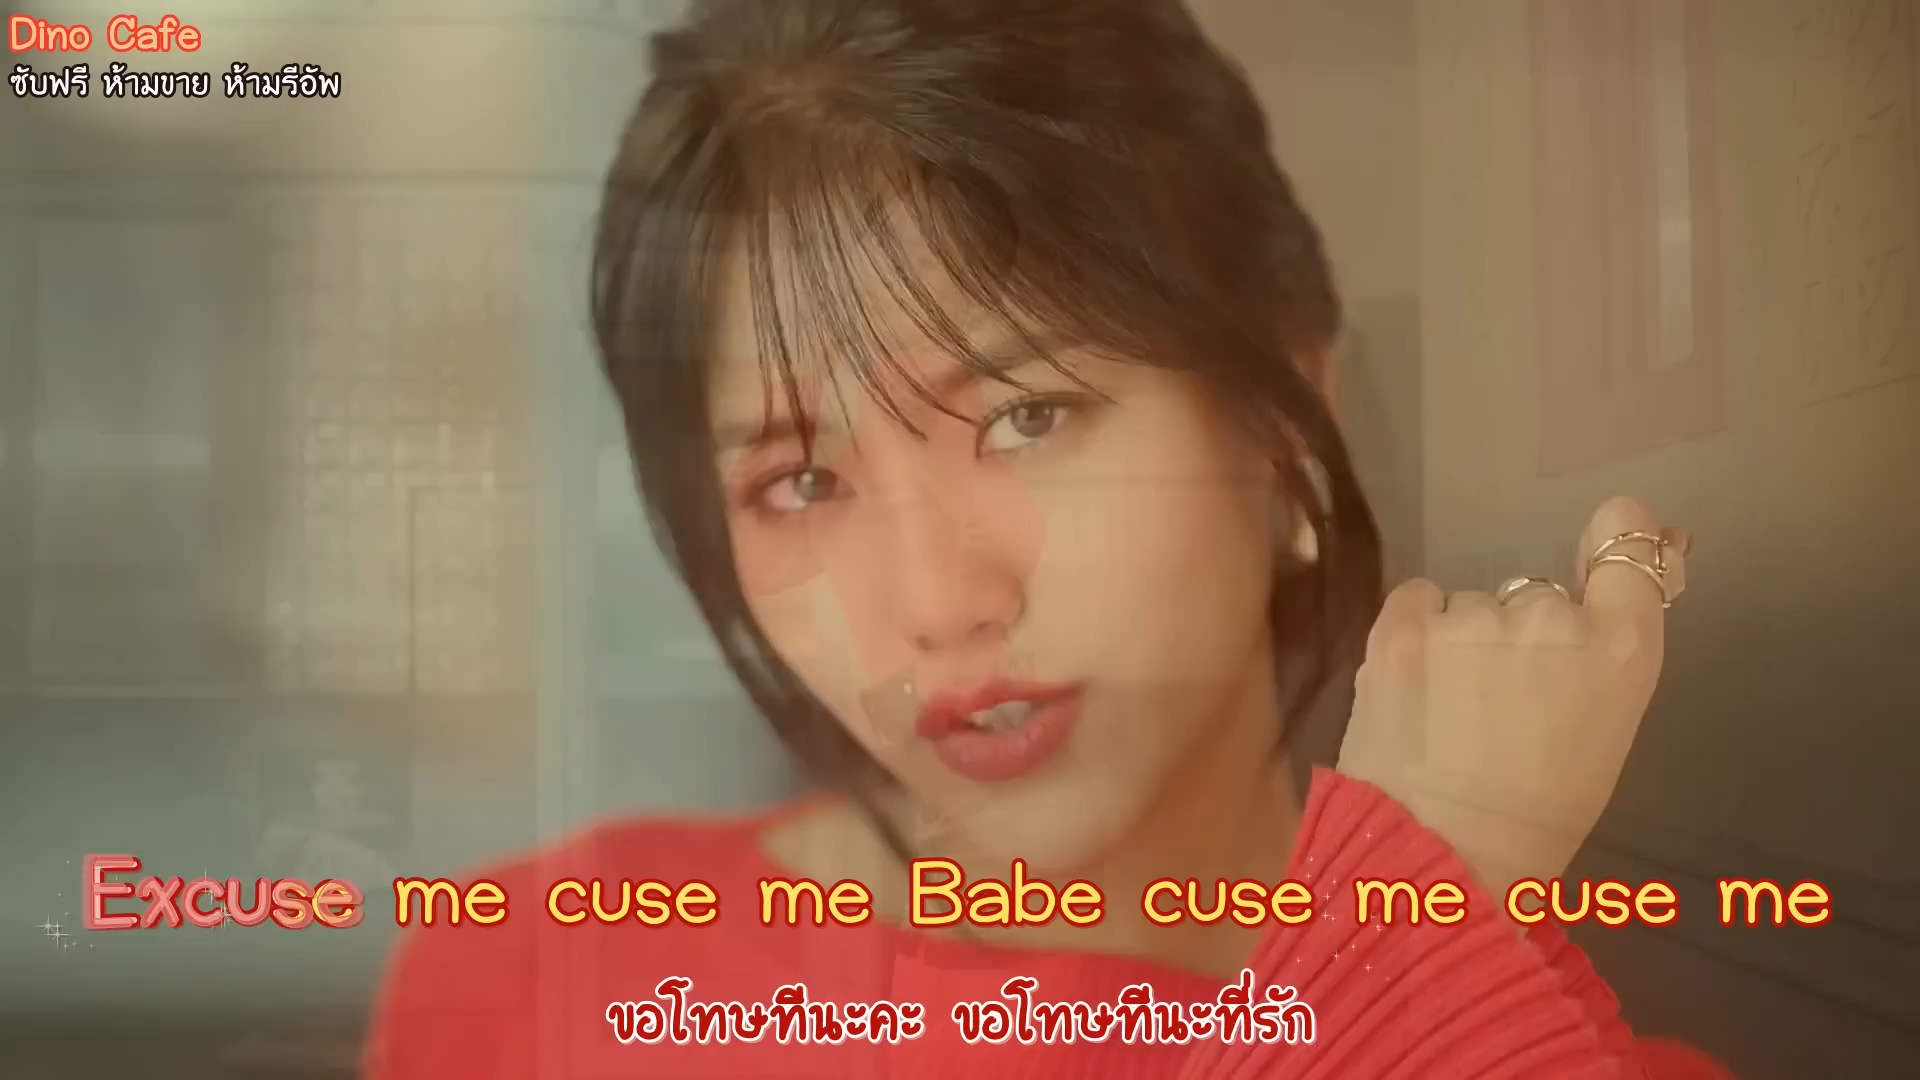 Dino Cafe
ซับฟรี ห้ามขาย ห้ามรีอัพ
Excuse me cuse me Babe cuse me cuse me
ขอโทษทีนะคะ ขอโทษทีนะที่รัก